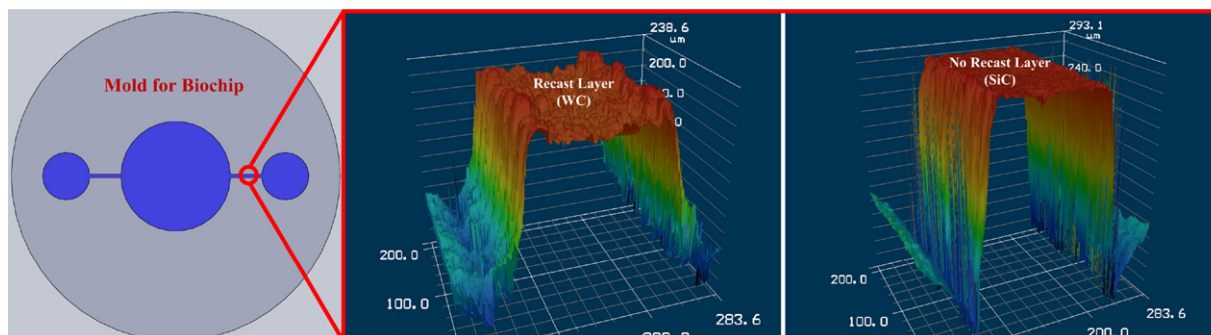 Mold for Biochip
238.6
um
200.0
Recast Layer
(WC)
200.0
100.0
283.6
293.1
um
240.0
No Recast Layer
(SiC)
200.0
100.0
200.0
283.6